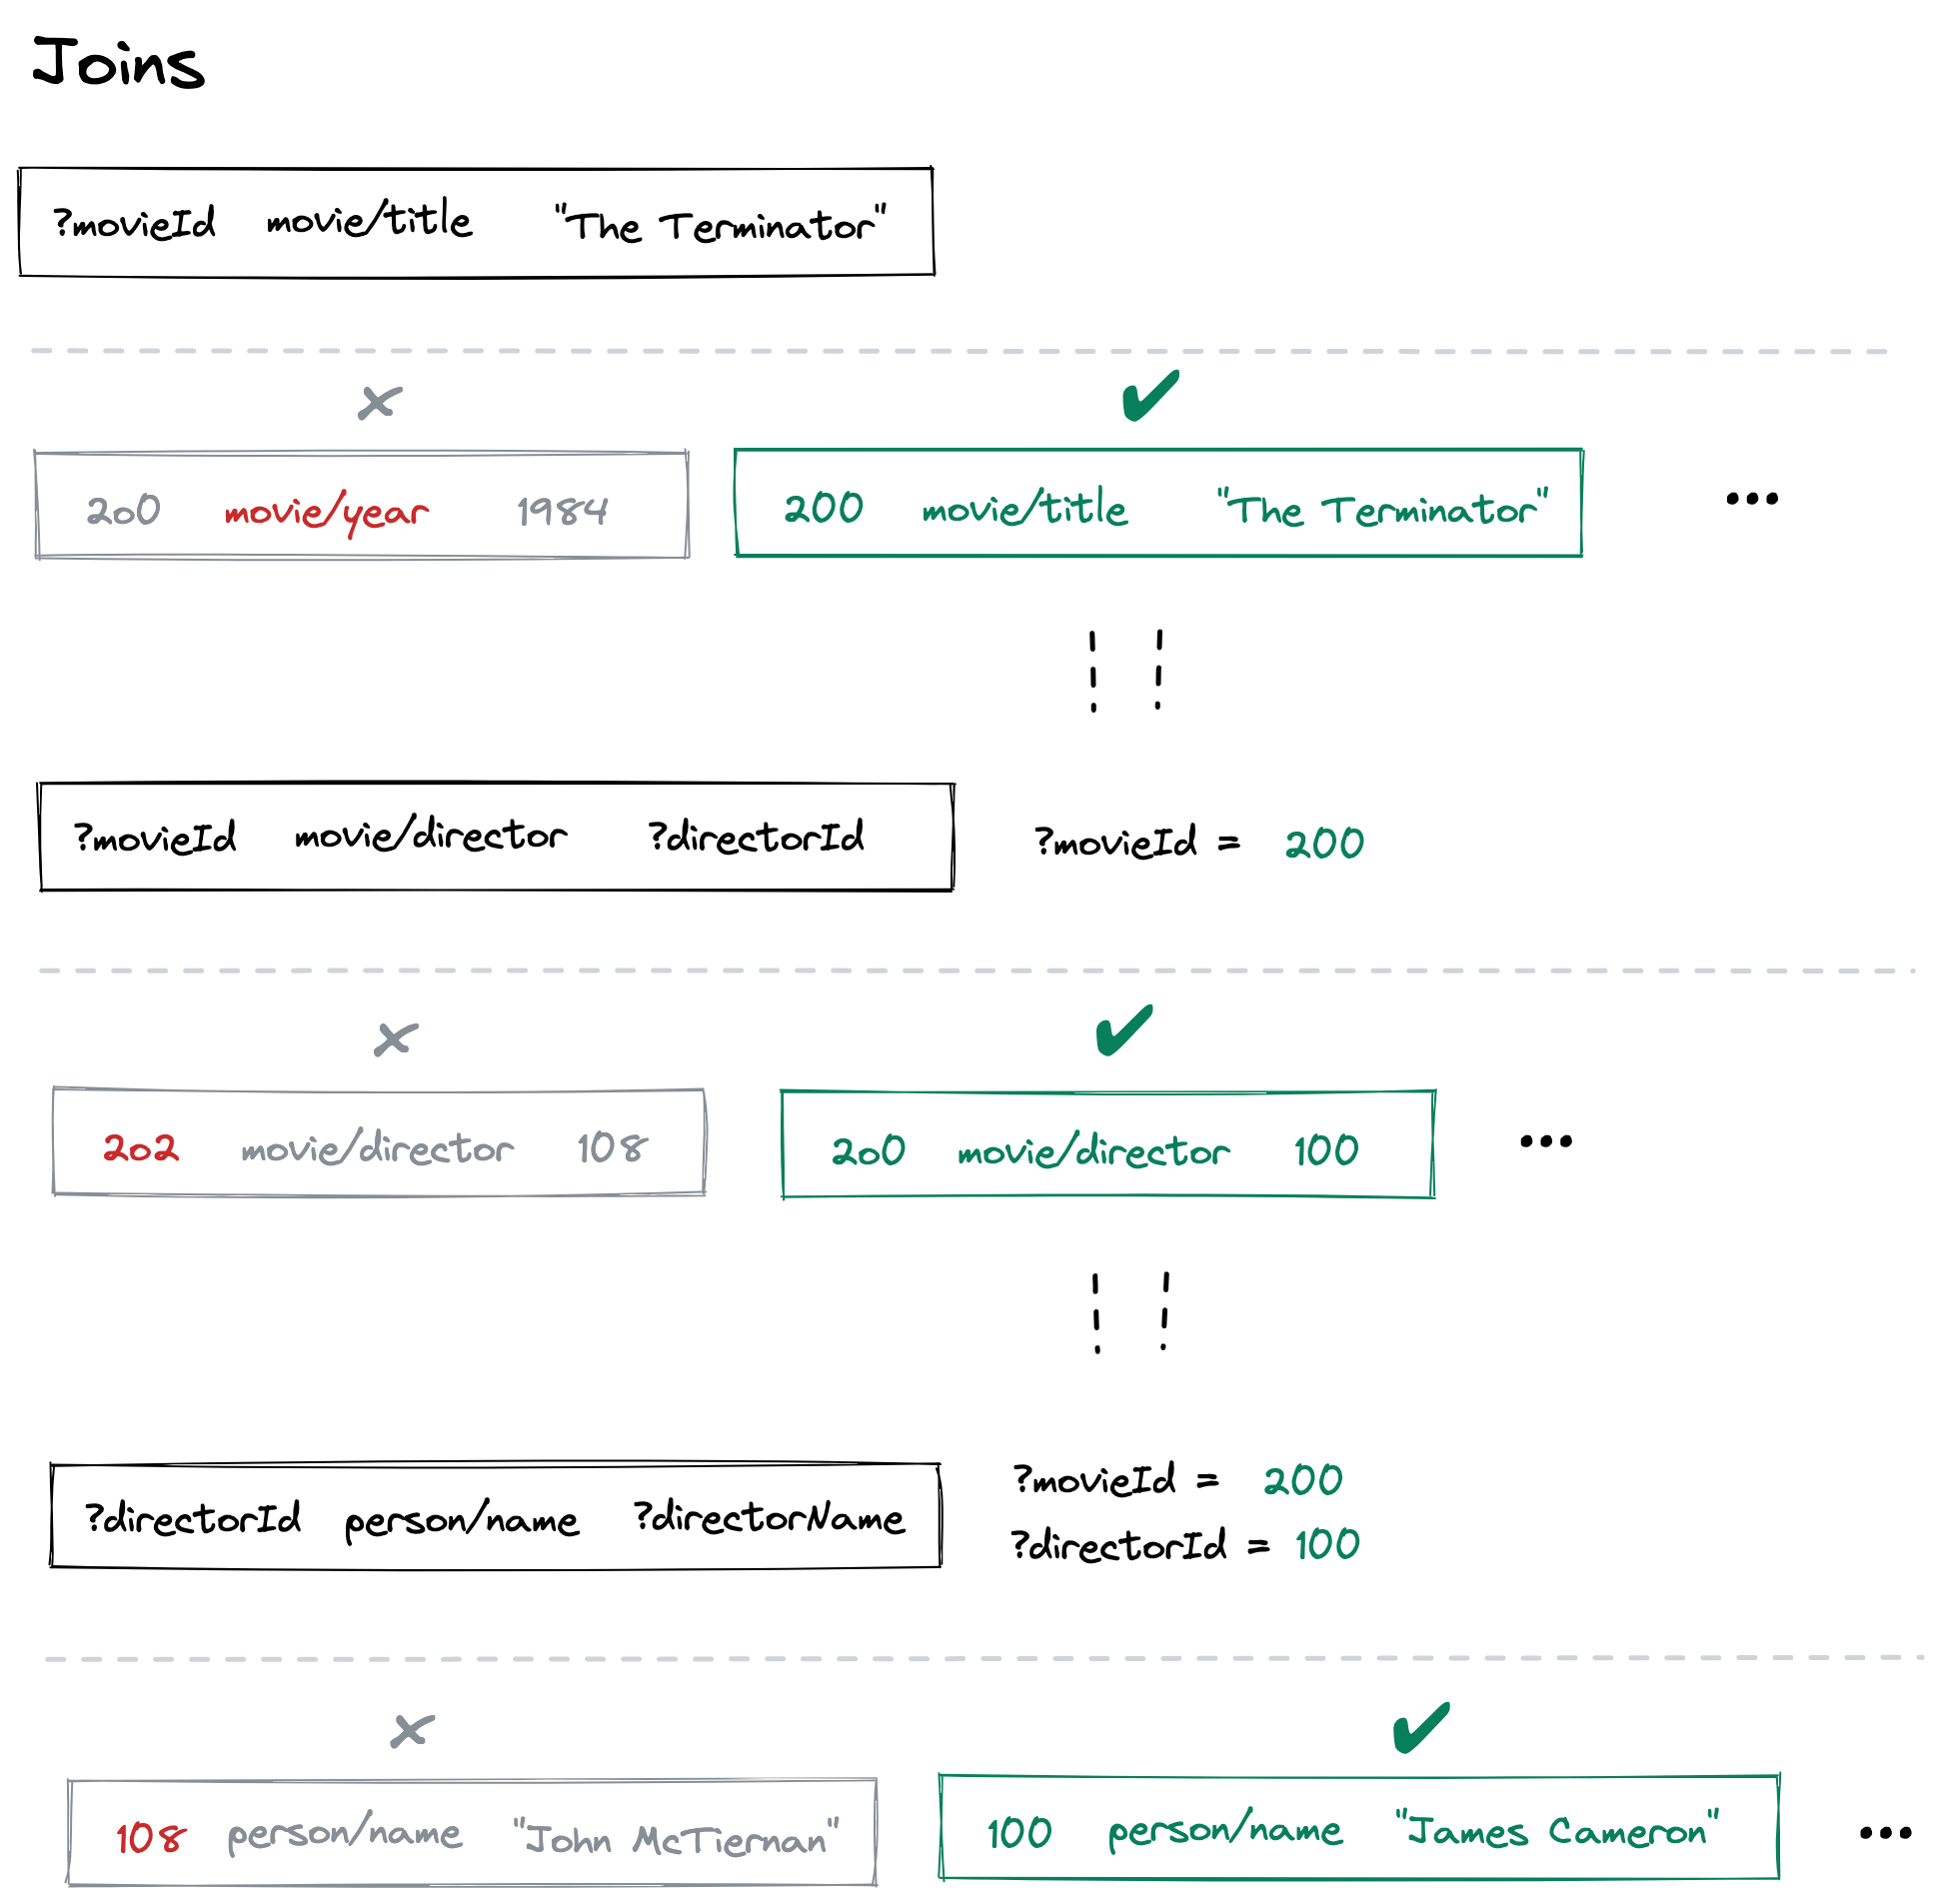 Joins
?movieId movie/title "The Terminator"
200 movie/year 1984
200 movie/title "The Terminator"
...
?movieId movie/director ?directorId
?movieId = 200
202 movie/director 108
200 movie/director 100
...
?directorId person/name ?directorName
?movieId = 200
?directorId = 100
108 person/name "John McTiernan"
100 person/name "James Cameron"
...